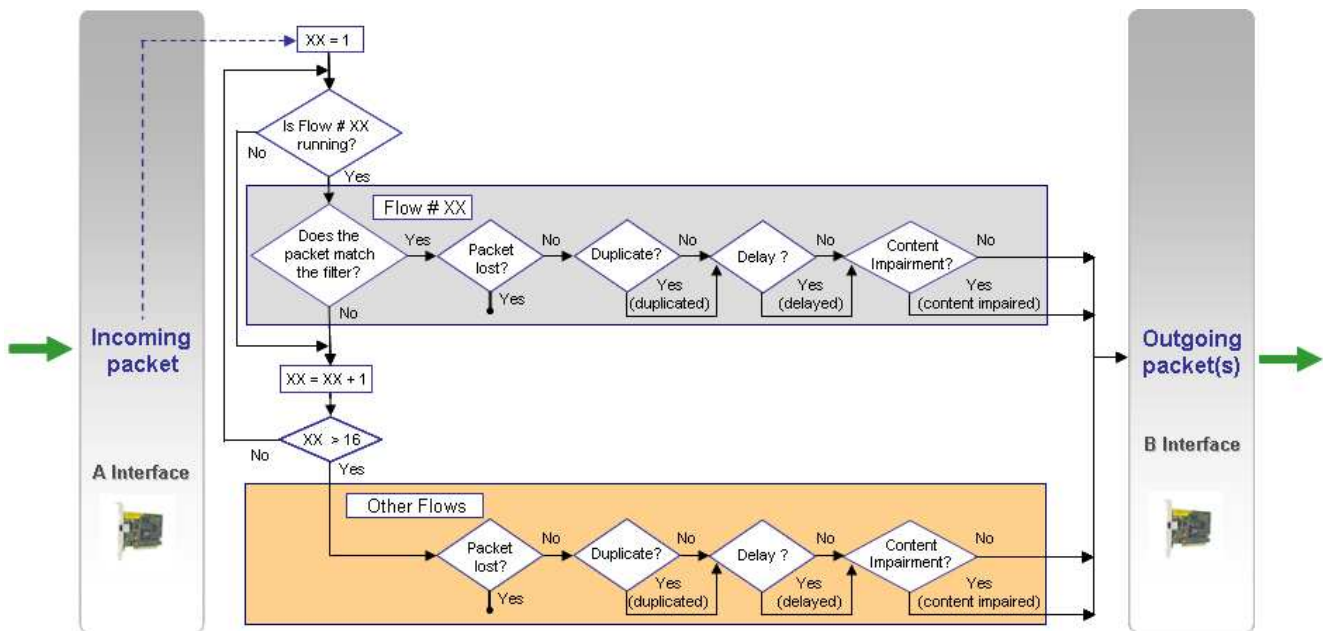 XX = 1
Is Flow # XX
running?
No
Yes
Flow # XX
Does the
packet match
the filter?
Yes
No
Packet
lost?
No
Yes
Duplicate?
No
Yes
(duplicated)
Delay ?
No
Yes
(delayed)
Content
Impairment?
No
Yes
(content impaired)
Incoming
packet
Outgoing
packet(s)
XX = XX + 1
XX > 16
No
Yes
A Interface
B Interface
Other Flows
Packet
lost?
No
Yes
Duplicate?
No
Yes
(duplicated)
Delay ?
No
Yes
(delayed)
Content
Impairment?
No
Yes
(content impaired)